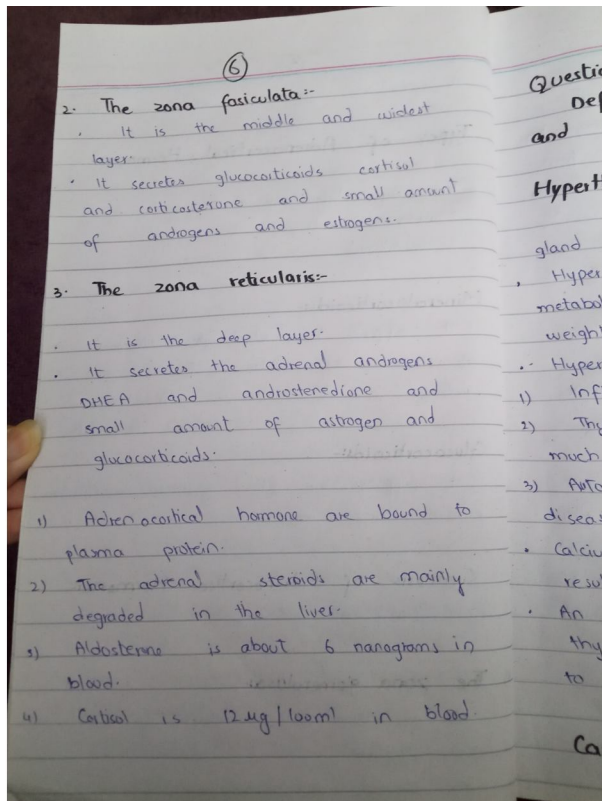 6
2. The zona fasiculata:-
. It is the middle and widest
layer.
. It secretes glucocorticoids cortisol
and corticosterone and small amount
of androgens and estrogens.
3. The zona reticularis:-
. It is the deep layer.
. It secretes the adrenal androgens
DHEA and androstenedione and
small amount of astrogen and
glucocorticoids.
1) Adrenocortical hormone are bound to
plasma protein.
2) The adrenal steroids are mainly
degraded in the liver.
3) Aldosterone is about 6 nanograms in
blood.
4) Cortisol is 12 μg/100ml in blood.
Questio
Def
and
Hypert
gland
. Hyper
metabol
weigh
. Hyper
1) Inf
2) Thy
much
3) Auto
diseas
. Calciu
resu
. An
thy
to
Ca